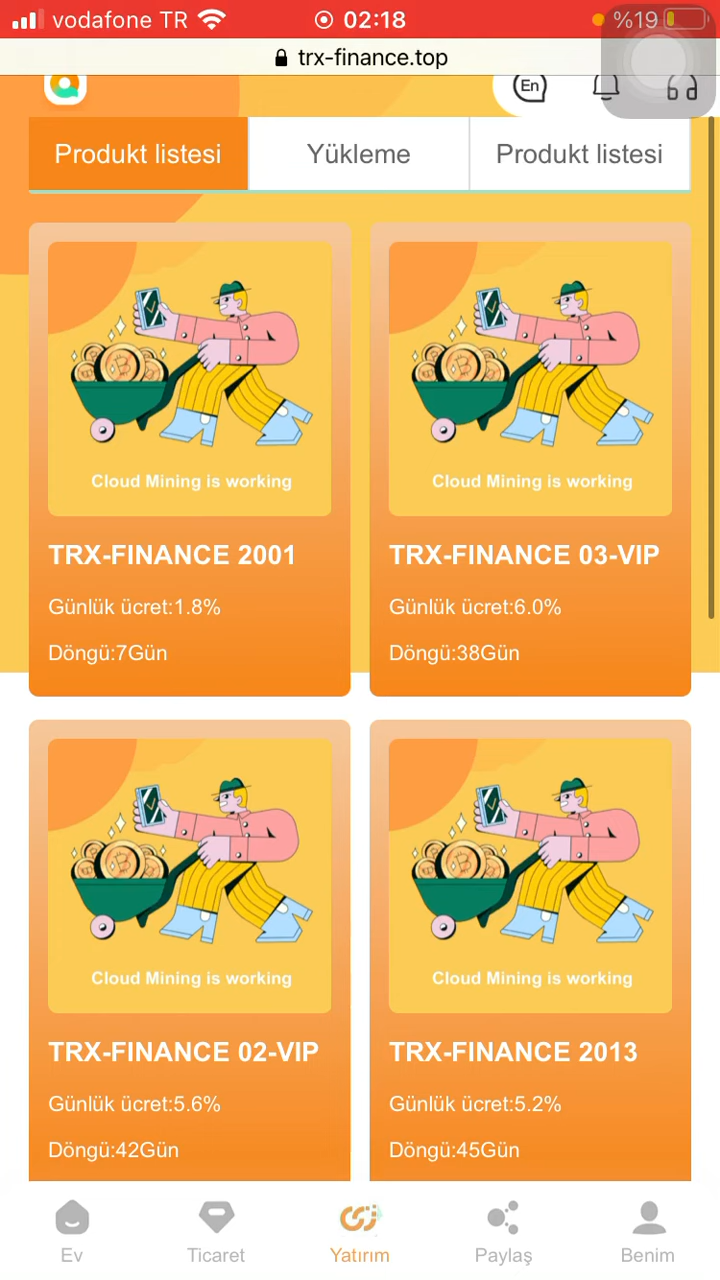 vodafone TR
02:18
%19
trx-finance.top
En
Produkt listesi
Yükleme
Produkt listesi
Cloud Mining is working
TRX-FINANCE 2001
Günlük ücret:1.8%
Döngü:7Gün
Cloud Mining is working
TRX-FINANCE 03-VIP
Günlük ücret:6.0%
Döngü:38Gün
Cloud Mining is working
TRX-FINANCE 02-VIP
Günlük ücret:5.6%
Döngü:42Gün
Cloud Mining is working
TRX-FINANCE 2013
Günlük ücret:5.2%
Döngü:45Gün
Ev
Ticaret
Yatırım
Paylaş
Benim